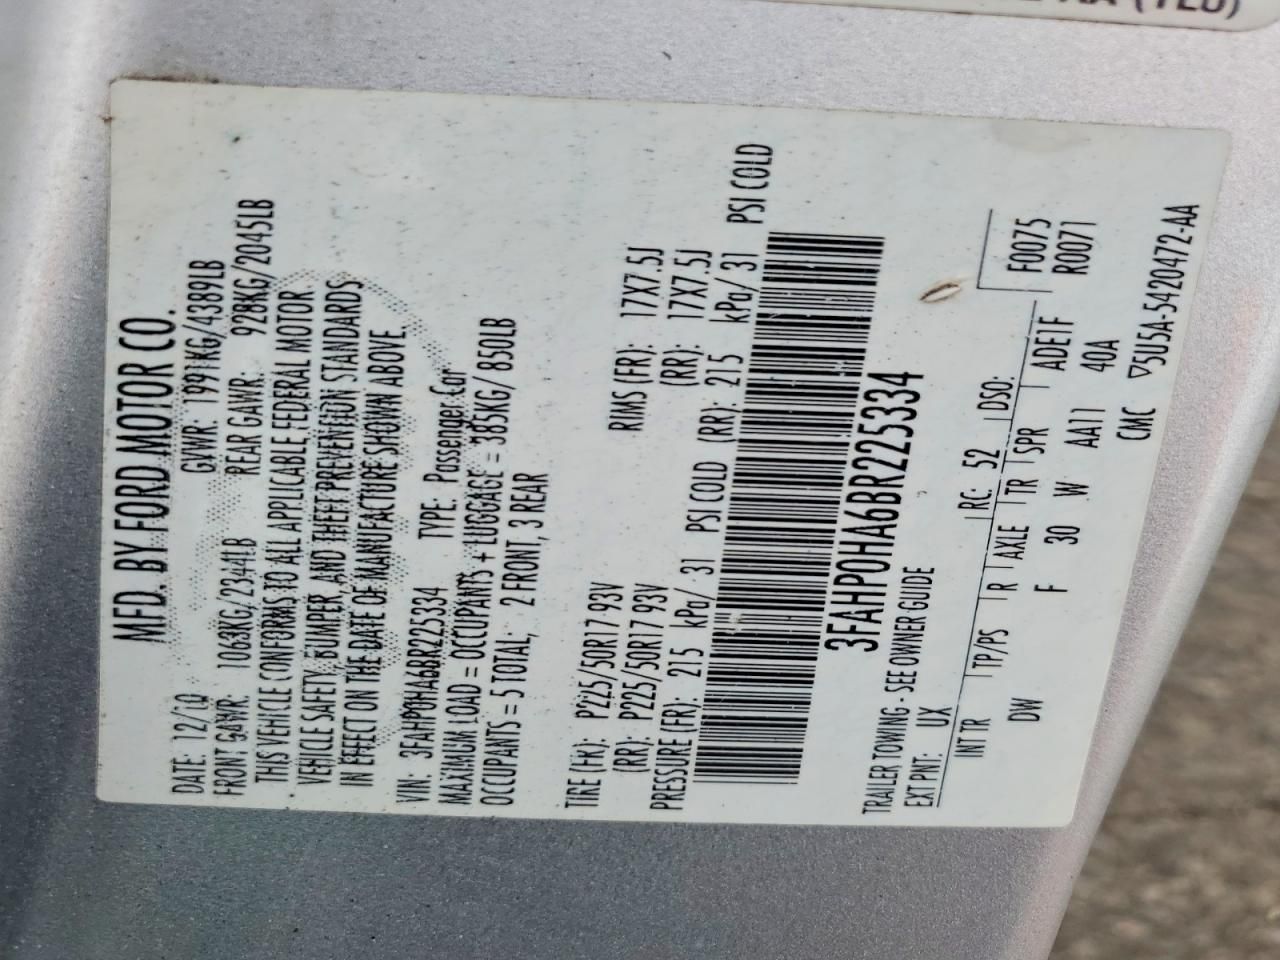 (YLU)
MFD. BY FORD MOTOR CO.
DATE: 12/10 GVWR: 1991KG/4389LB
FRONT GAWR: 1063KG/2344LB REAR GAWR: 928KG/2045LB
THIS VEHICLE CONFORMS TO ALL APPLICABLE FEDERAL MOTOR
VEHICLE SAFETY, BUMPER, AND THEFT PREVENTION STANDARDS
IN EFFECT ON THE DATE OF MANUFACTURE SHOWN ABOVE.
VIN: 3FAHP0HA6BR225334 TYPE: Passenger Car
MAXIMUM LOAD = OCCUPANTS + LUGGAGE = 385KG/ 850LB
OCCUPANTS = 5 TOTAL, 2 FRONT, 3 REAR
TIRE (FR): P225/50R17 93V RIMS (FR): 17X7.5J
(RR): P225/50R17 93V (RR): 17X7.5J
PRESSURE (FR): 215 kPa/ 31 PSI COLD (RR): 215 kPa/ 31 PSI COLD
3FAHP0HA6BR225334
TRAILER TOWING - SEE OWNER GUIDE
EXT PNT: UX RC: 52 DSO:
INT TR TP/PS R AXLE TR SPR ADE1F F0075
DW F 30 W AA11 40A R0071
CMC ▽5U5A-5420472-AA